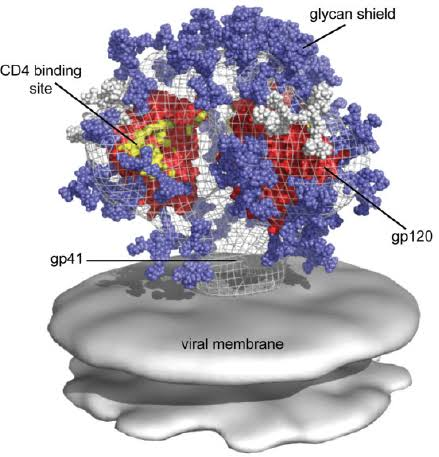 glycan shield
CD4 binding
site
gp120
gp41
viral membrane